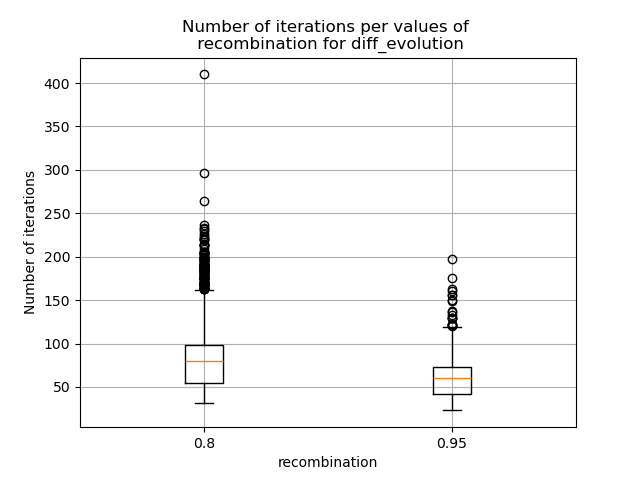 Number of iterations per values of
recombination for diff_evolution
400
350
300
250
200
150
100
50
Number of iterations
0.8
0.95
recombination